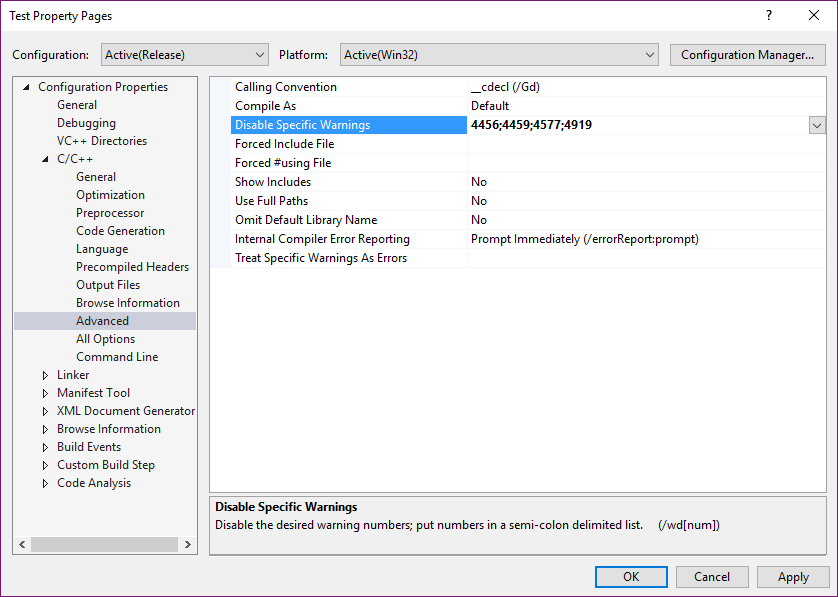 Test Property Pages
Configuration: Active(Release) Platform: Active(Win32) Configuration Manager...
Configuration Properties
General
Debugging
VC++ Directories
C/C++
General
Optimization
Preprocessor
Code Generation
Language
Precompiled Headers
Output Files
Browse Information
Advanced
All Options
Command Line
Linker
Manifest Tool
XML Document Generator
Browse Information
Build Events
Custom Build Step
Code Analysis
Calling Convention __cdecl (/Gd)
Compile As Default
Disable Specific Warnings 4456;4459;4577;4919
Forced Include File
Forced #using File
Show Includes No
Use Full Paths No
Omit Default Library Name No
Internal Compiler Error Reporting Prompt Immediately (/errorReport:prompt)
Treat Specific Warnings As Errors
Disable Specific Warnings
Disable the desired warning numbers; put numbers in a semi-colon delimited list. (/wd[num])
OK Cancel Apply